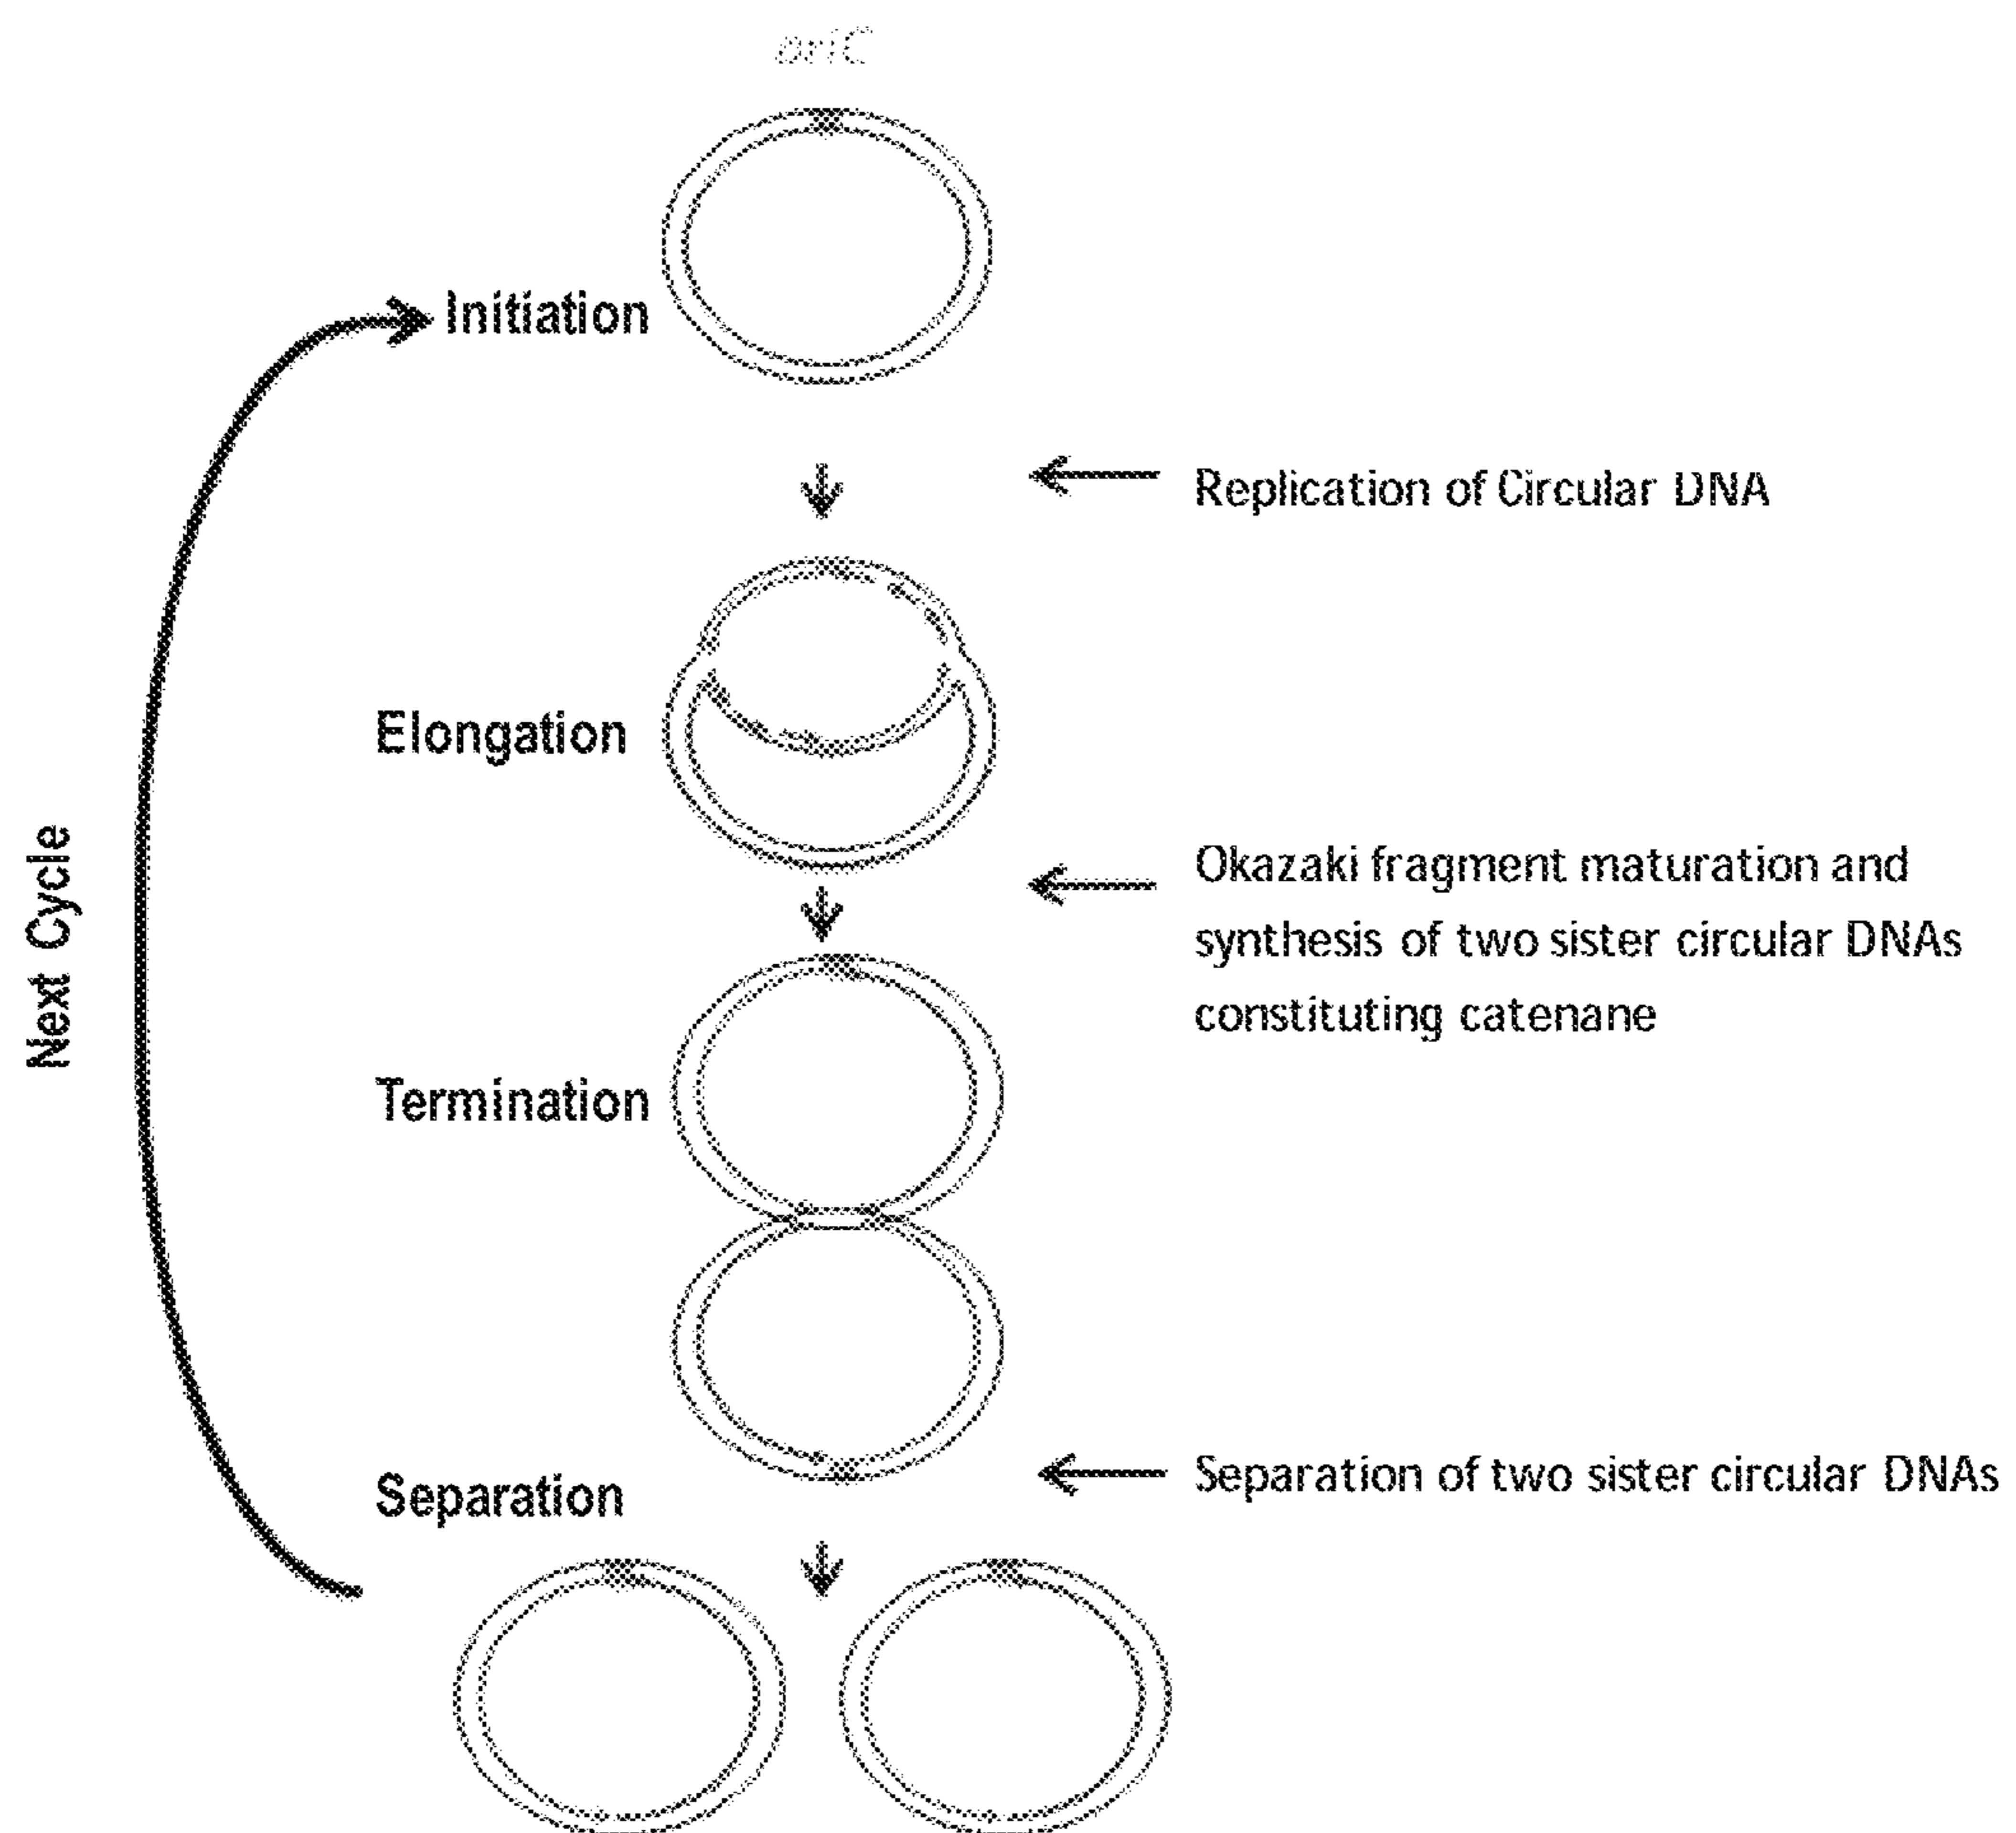 oriC
Initiation
Replication of Circular DNA
Elongation
Okazaki fragment maturation and
synthesis of two sister circular DNAs
constituting catenane
Next Cycle
Termination
Separation of two sister circular DNAs
Separation